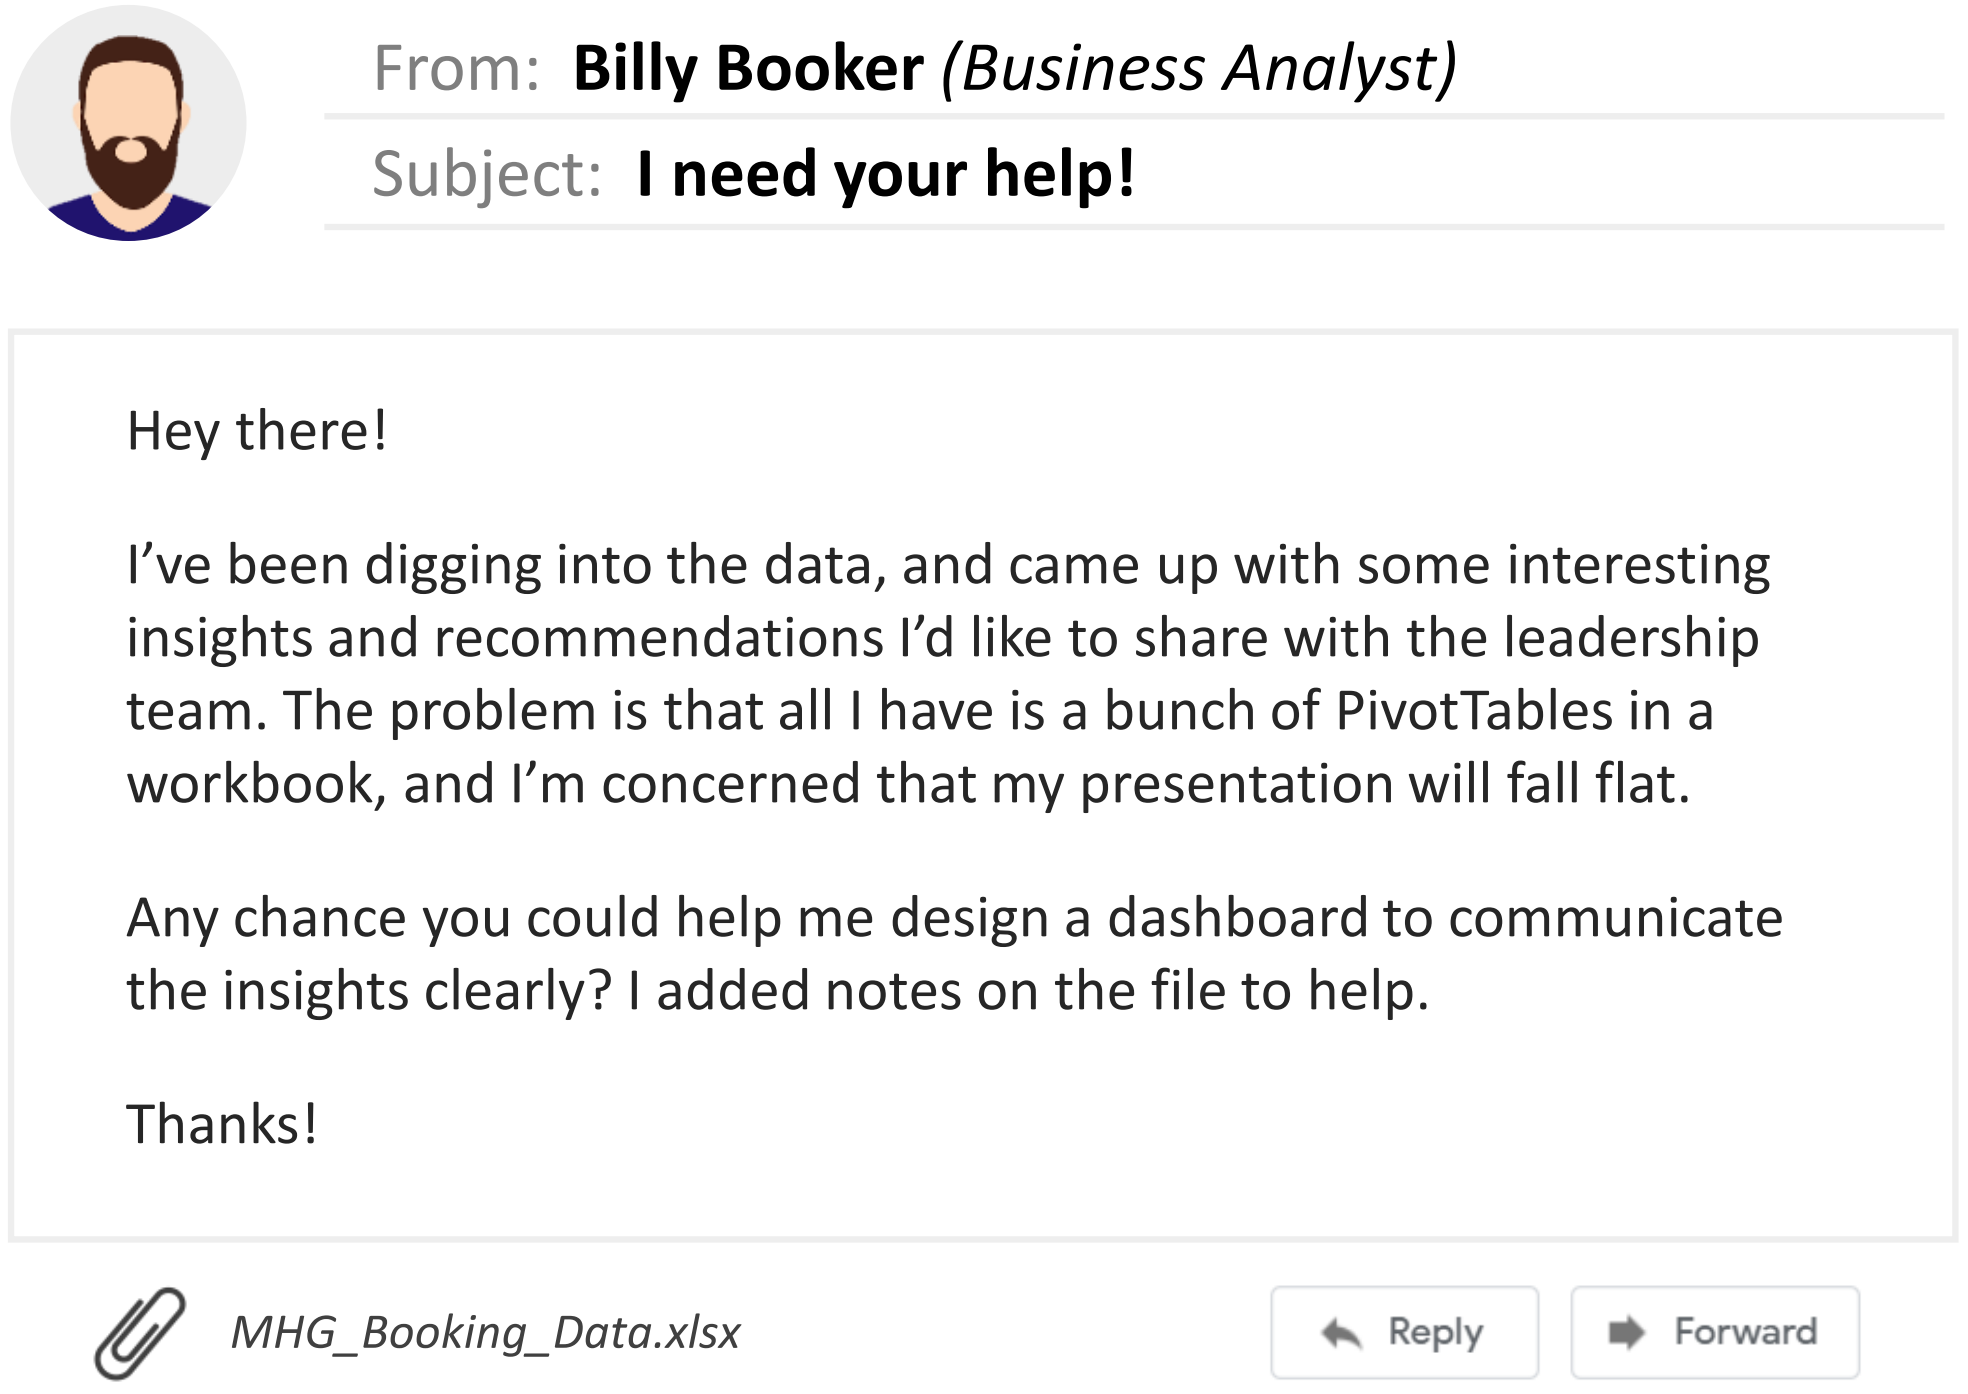 From: Billy Booker (Business Analyst)
Subject: I need your help!
Hey there!
I’ve been digging into the data, and came up with some interesting
insights and recommendations I’d like to share with the leadership
team. The problem is that all I have is a bunch of PivotTables in a
workbook, and I’m concerned that my presentation will fall flat.
Any chance you could help me design a dashboard to communicate
the insights clearly? I added notes on the file to help.
Thanks!
MHG_Booking_Data.xlsx
Reply
Forward